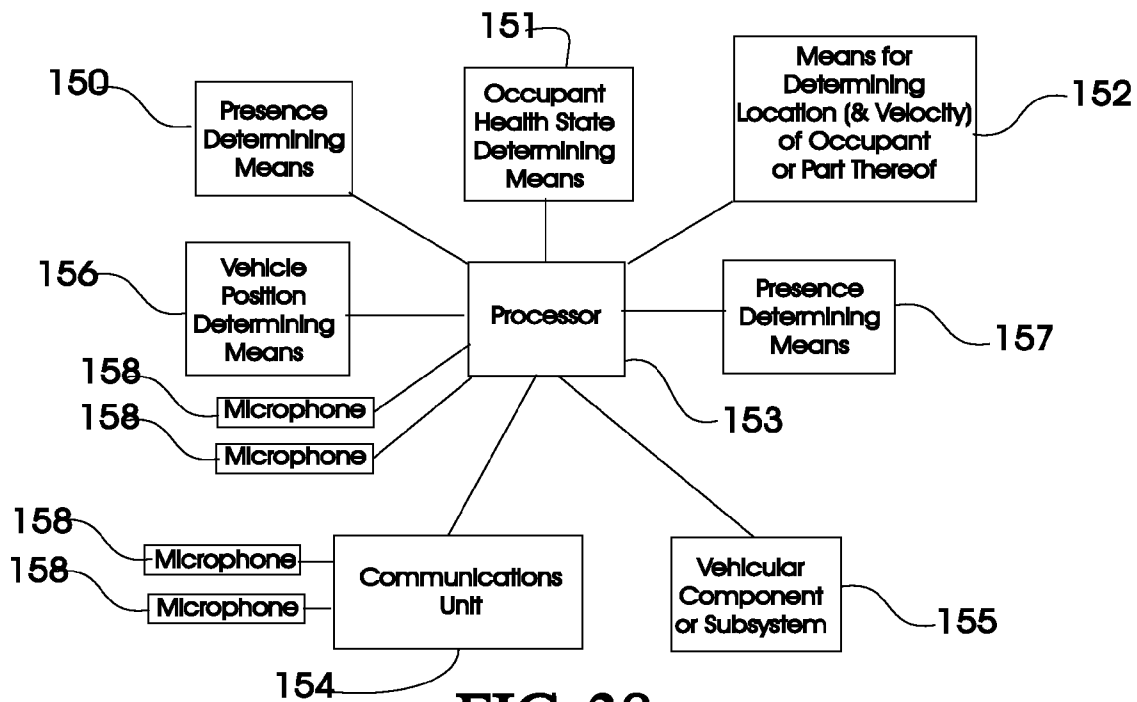 151
150
Presence
Determining
Means
Occupant
Health State
Determining
Means
Means for
Determining
Location (& Velocity)
of Occupant
or Part Thereof
152
156
Vehicle
Position
Determining
Means
Processor
Presence
Determining
Means
157
153
158
Microphone
158
Microphone
158
Microphone
158
Microphone
Communications
Unit
154
Vehicular
Component
or Subsystem
155